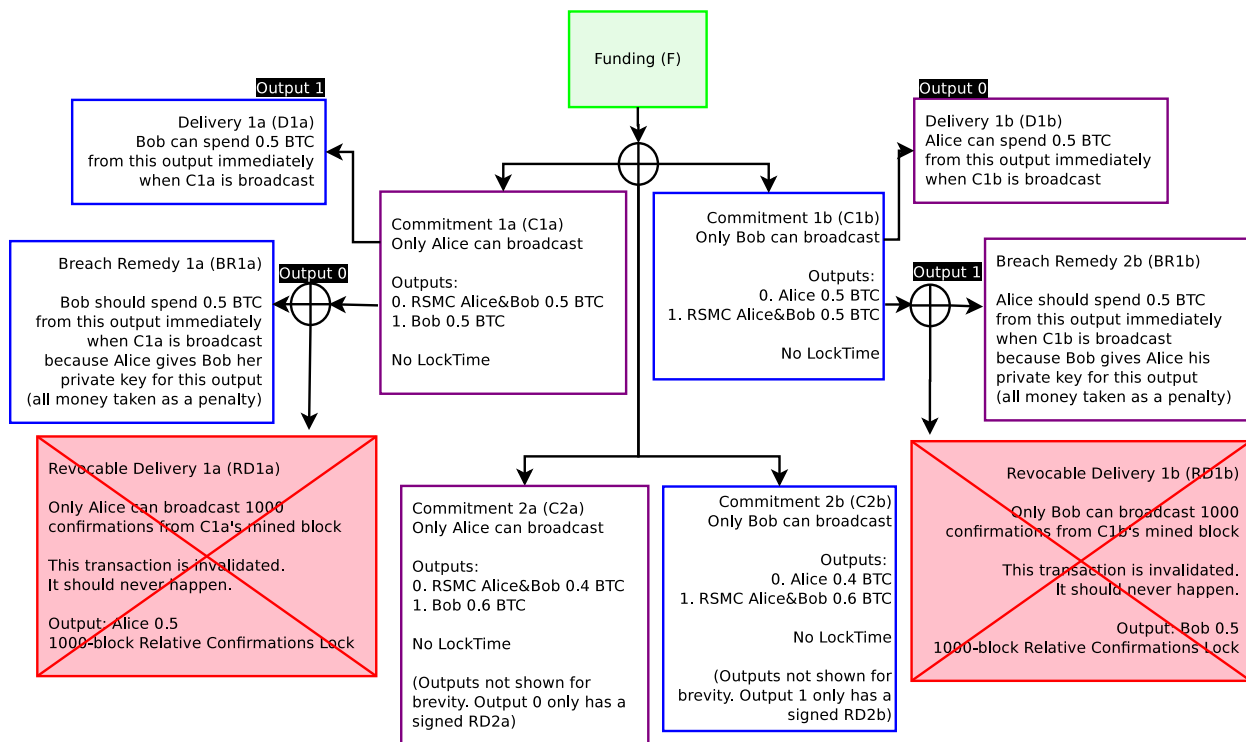 Funding (F)
Output 1
Delivery 1a (D1a)
Bob can spend 0.5 BTC
from this output immediately
when C1a is broadcast
Output 0
Delivery 1b (D1b)
Alice can spend 0.5 BTC
from this output immediately
when C1b is broadcast
Commitment 1a (C1a)
Only Alice can broadcast
Outputs:
0. RSMC Alice&Bob 0.5 BTC
1. Bob 0.5 BTC
No LockTime
Commitment 1b (C1b)
Only Bob can broadcast
Outputs:
0. Alice 0.5 BTC
1. RSMC Alice&Bob 0.5 BTC
No LockTime
Breach Remedy 1a (BR1a)
Bob should spend 0.5 BTC
from this output immediately
when C1a is broadcast
because Alice gives Bob her
private key for this output
(all money taken as a penalty)
Output 0
Output 1
Breach Remedy 2b (BR1b)
Alice should spend 0.5 BTC
from this output immediately
when C1b is broadcast
because Bob gives Alice his
private key for this output
(all money taken as a penalty)
Revocable Delivery 1a (RD1a)
Only Alice can broadcast 1000
confirmations from C1a's mined block
This transaction is invalidated.
It should never happen.
Output: Alice 0.5
1000-block Relative Confirmations Lock
Commitment 2a (C2a)
Only Alice can broadcast
Outputs:
0. RSMC Alice&Bob 0.4 BTC
1. Bob 0.6 BTC
No LockTime
(Outputs not shown for
brevity. Output 0 only has a
signed RD2a)
Commitment 2b (C2b)
Only Bob can broadcast
Outputs:
0. Alice 0.4 BTC
1. RSMC Alice&Bob 0.6 BTC
No LockTime
(Outputs not shown for
brevity. Output 1 only has a
signed RD2b)
Revocable Delivery 1b (RD1b)
Only Bob can broadcast 1000
confirmations from C1b's mined block
This transaction is invalidated.
It should never happen.
Output: Bob 0.5
1000-block Relative Confirmations Lock